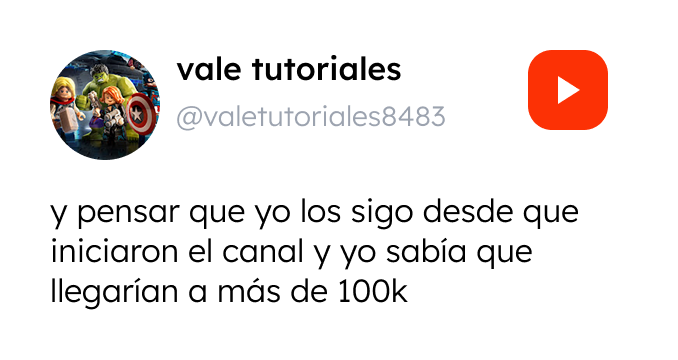 vale tutoriales
@valetutoriales8483
y pensar que yo los sigo desde que
iniciaron el canal y yo sabía que
llegarían a más de 100k